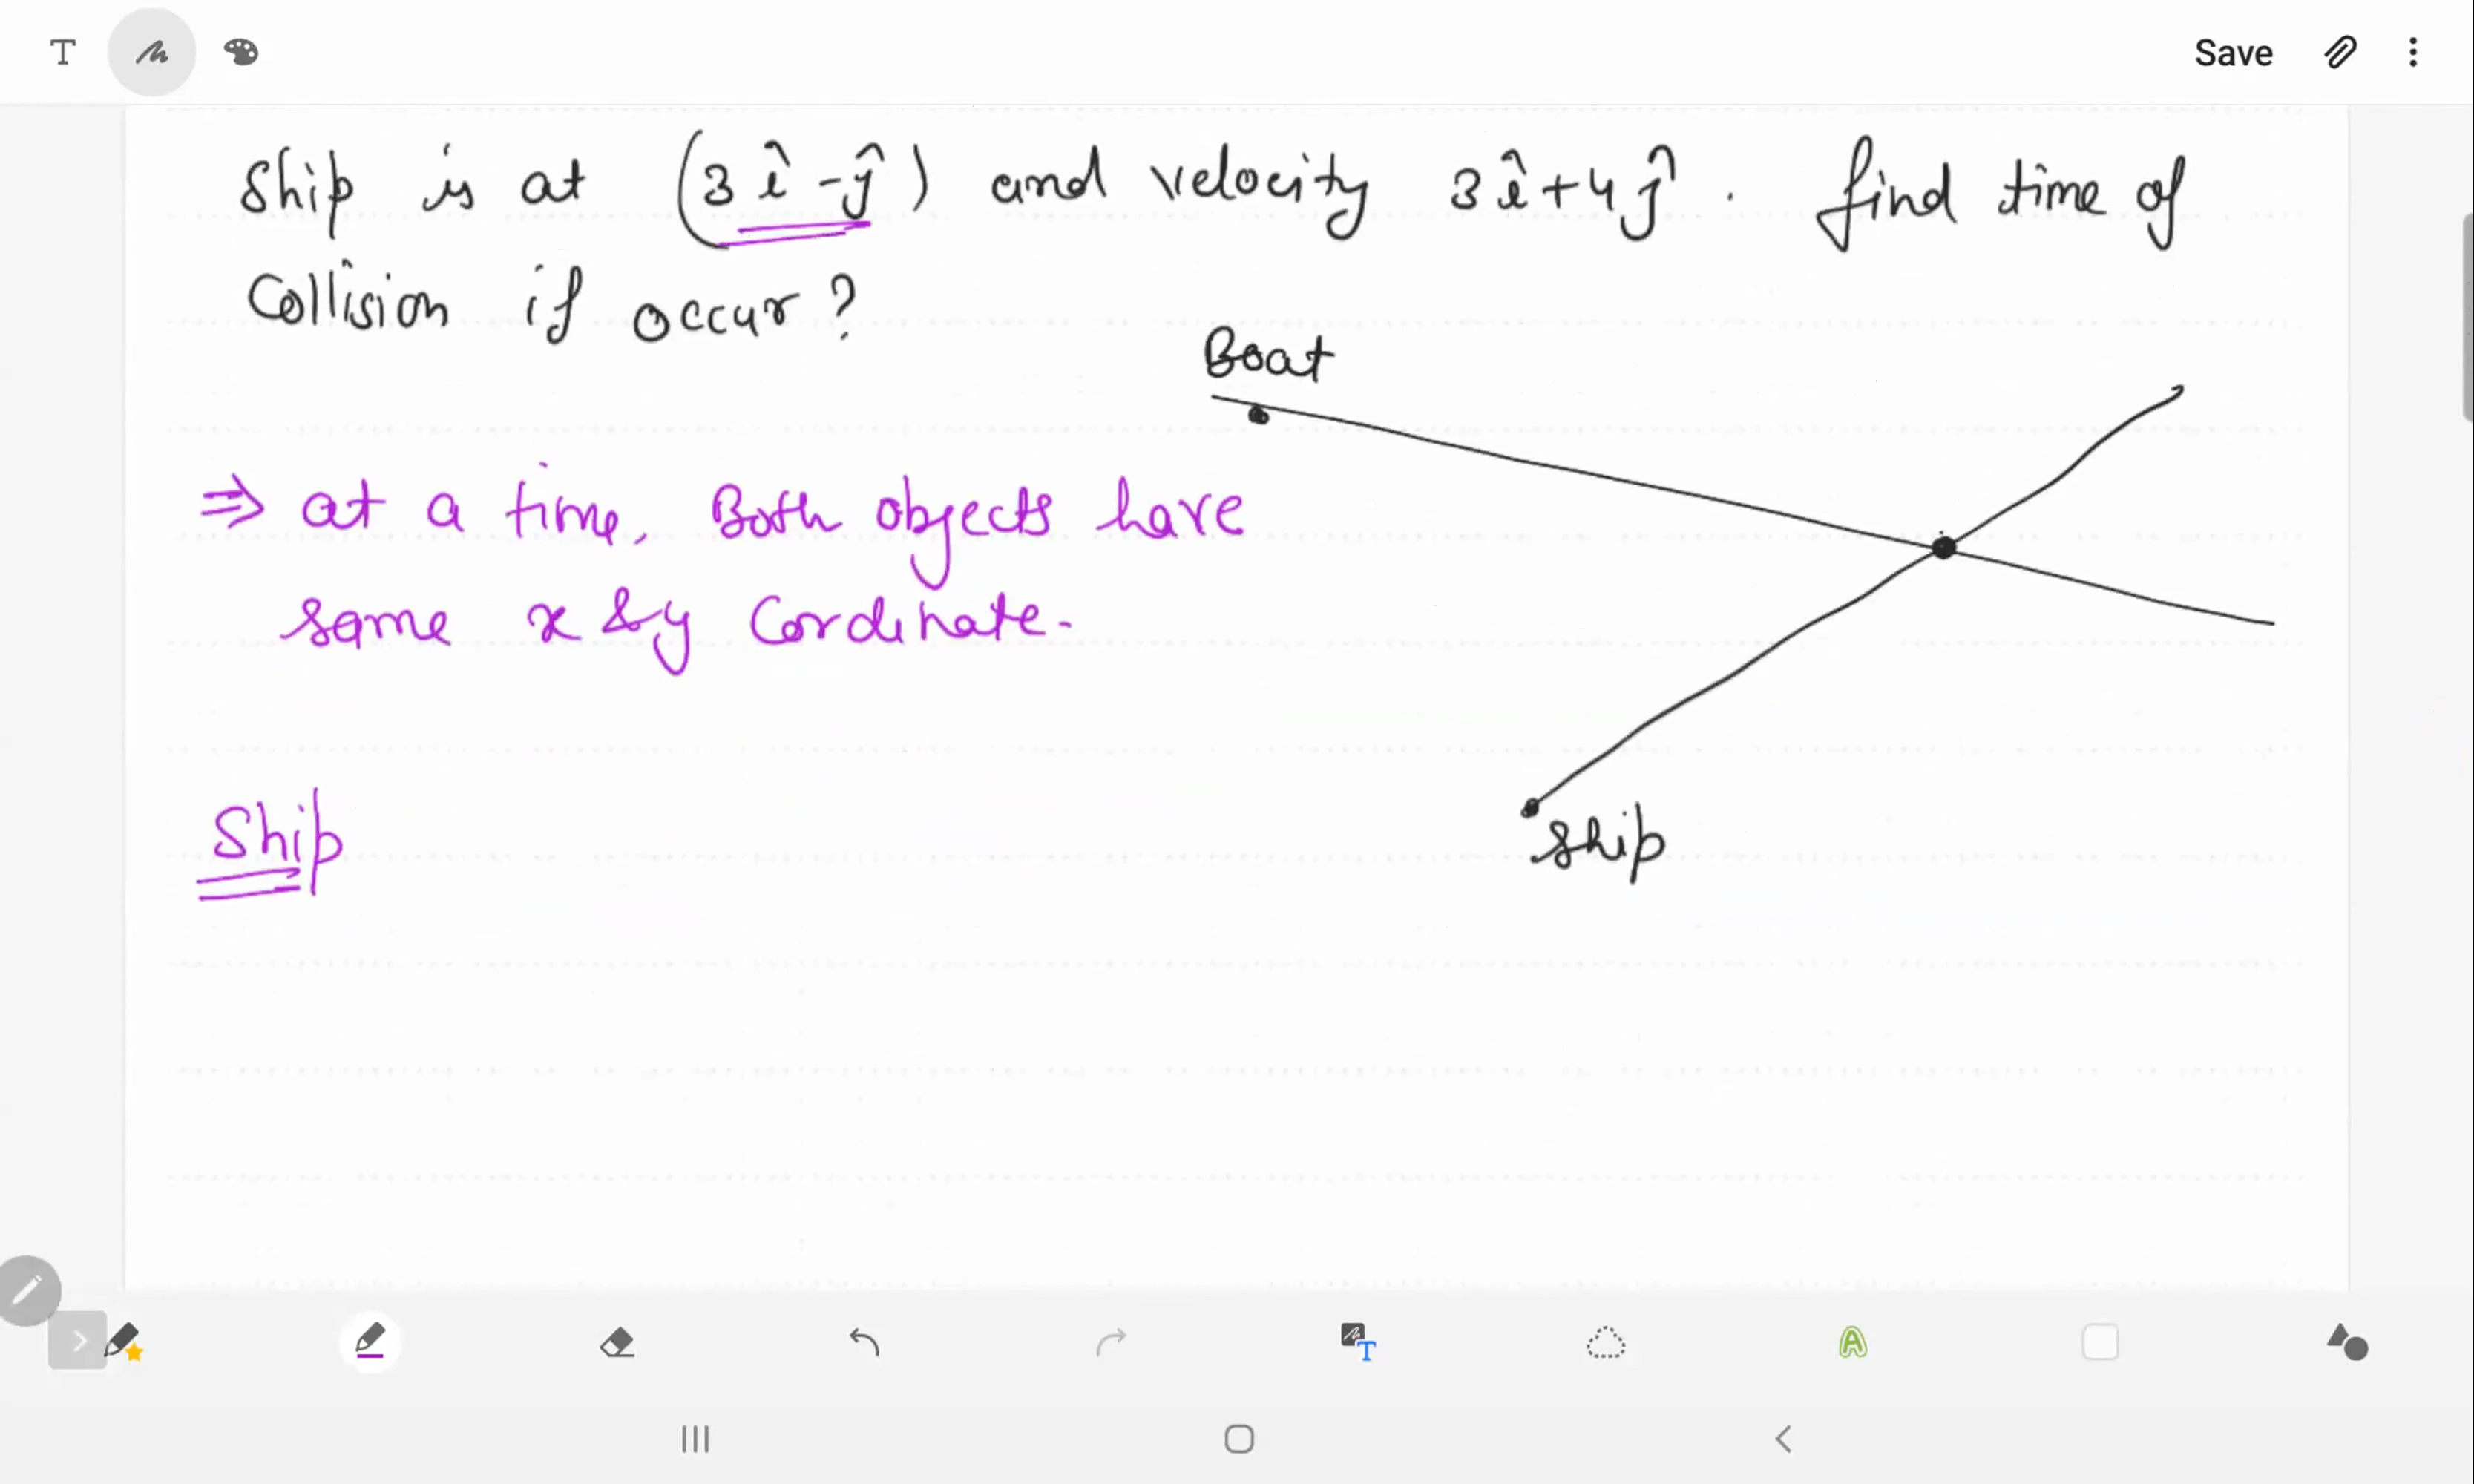 Save
Ship is at (3î-ĵ) and velocity 3î+4ĵ. find time of
Collision if occur?
Boat
⇒ at a time, Both objects have
same x & y Cordinate.
Ship
ship